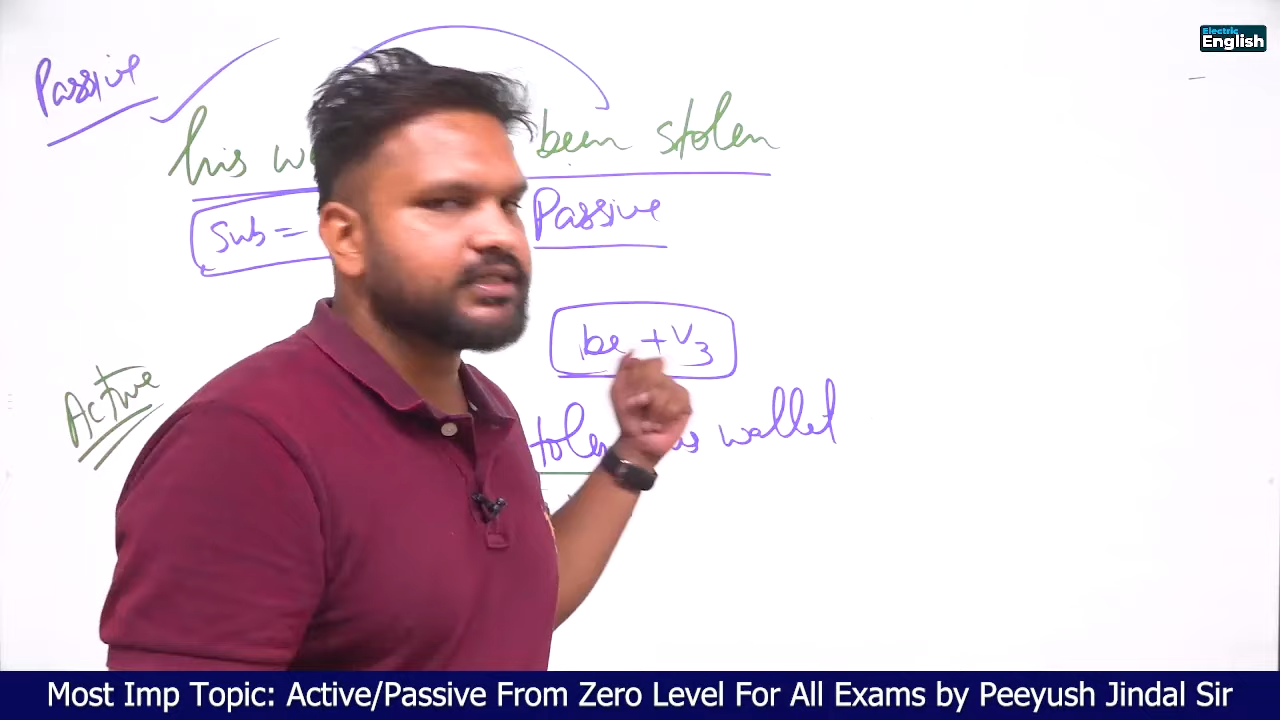 Electric
English
Passive
his been stolen
Sub = Passive
be + V3
Active
wallet
Most Imp Topic: Active/Passive From Zero Level For All Exams by Peeyush Jindal Sir